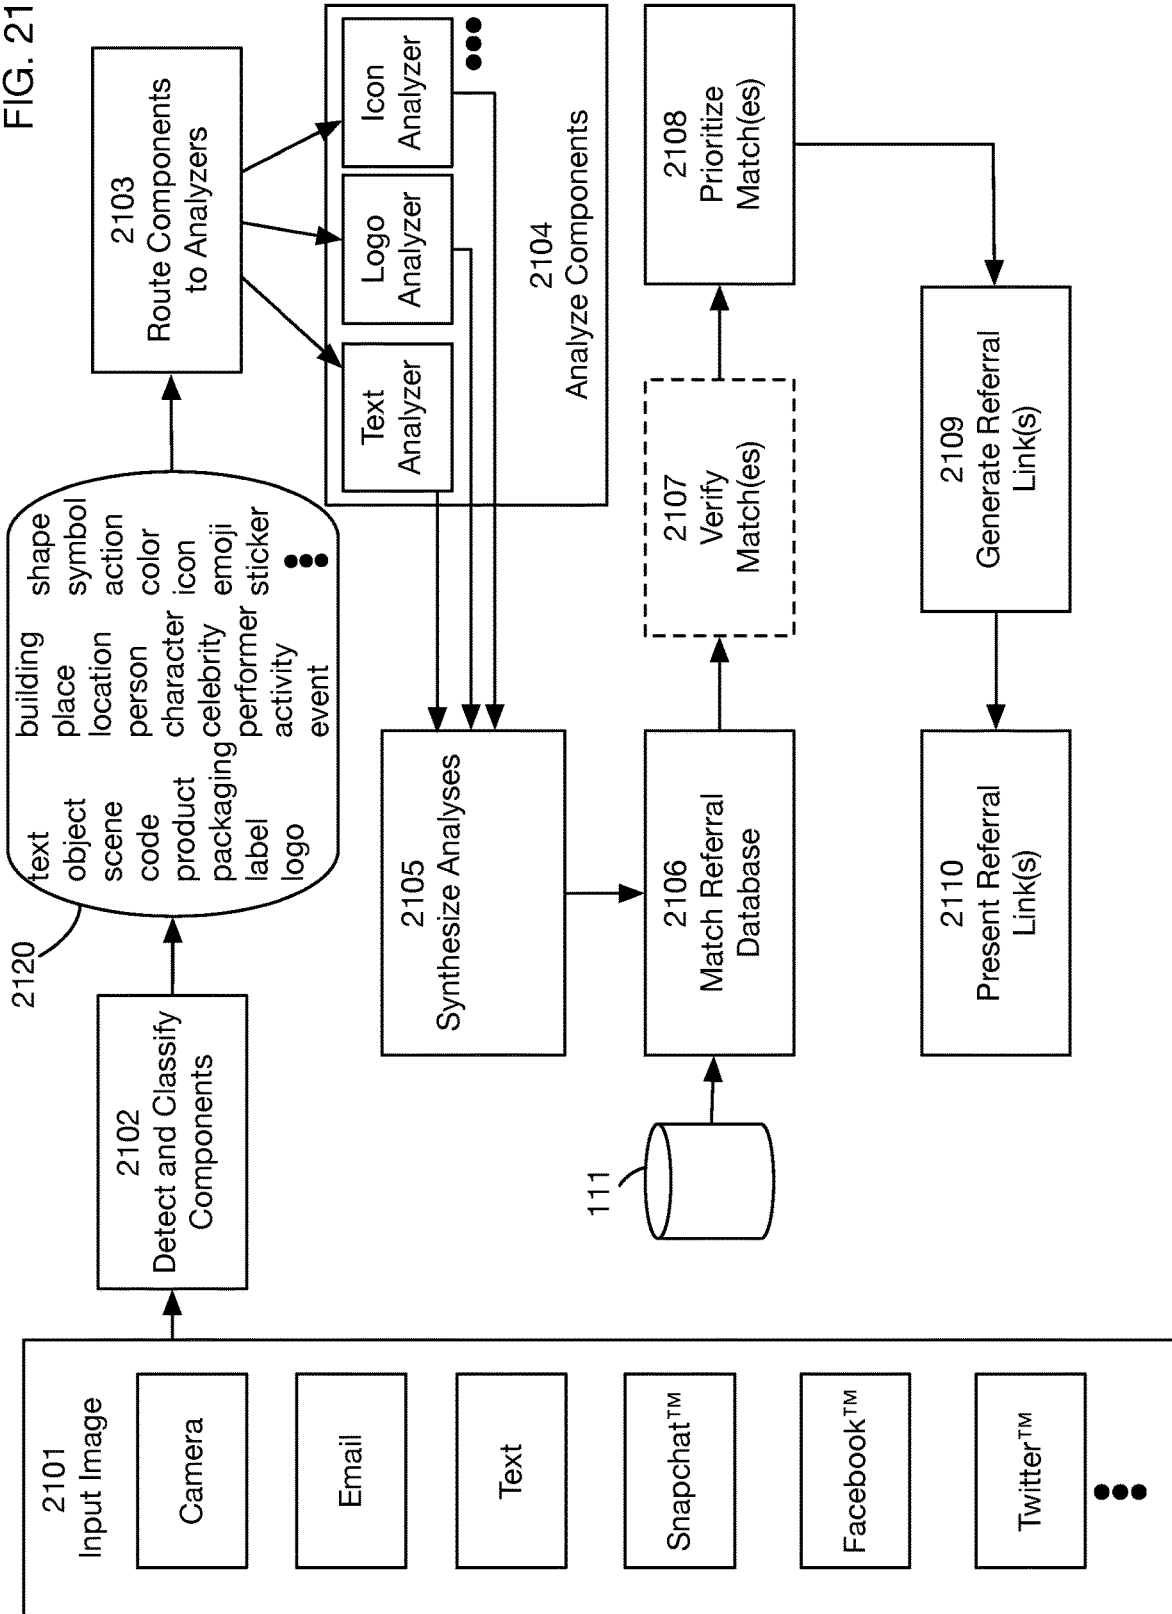 FIG. 21
2101
Input Image
Camera
Email
Text
Snapchat™
Facebook™
Twitter™
2102
Detect and Classify
Components
2120
text
object
scene
code
product
packaging
label
logo
building
place
location
person
character
celebrity
performer
activity
event
shape
symbol
action
color
icon
emoji
sticker
2103
Route Components
to Analyzers
Text
Analyzer
Logo
Analyzer
Icon
Analyzer
2104
Analyze Components
2105
Synthesize Analyses
111
2106
Match Referral
Database
2107
Verify
Match(es)
2108
Prioritize
Match(es)
2109
Generate Referral
Link(s)
2110
Present Referral
Link(s)